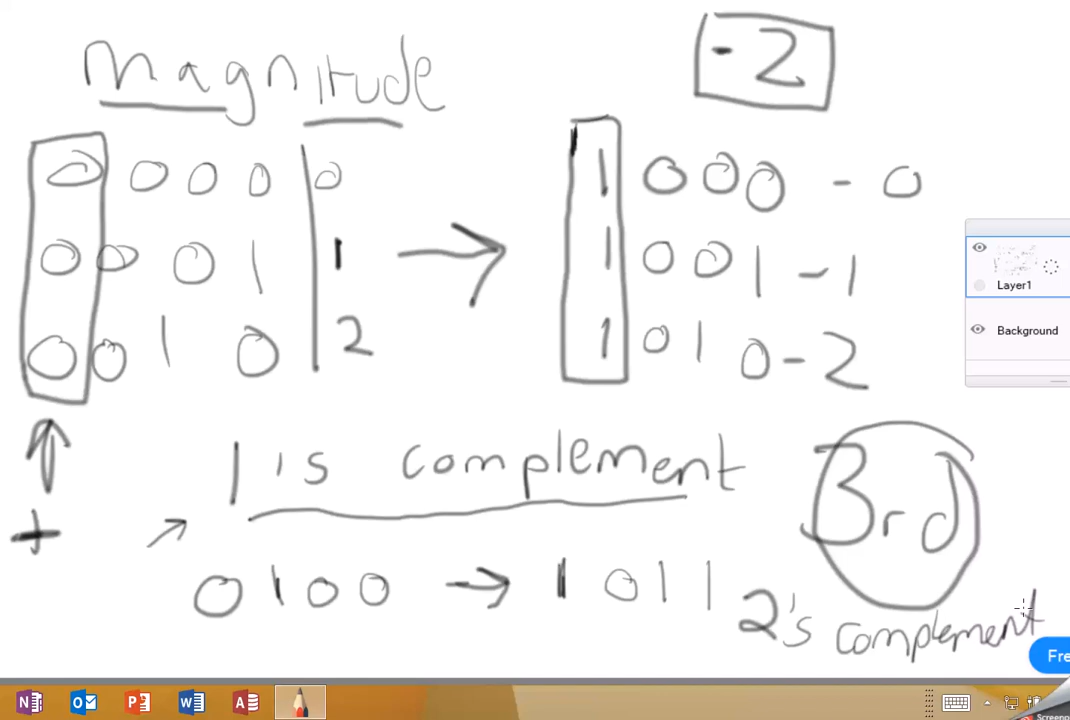 Magnitude
-2
0 0 0 0 0
0 0 0 1 1
0 0 1 0 2
1 0 0 0 - 0
1 0 0 1 - 1
1 0 1 0 - 2
Layer1
Background
+
1's complement
3rd
0 1 0 0 → 1 0 1 1
2's complement
Fre
Screenpr